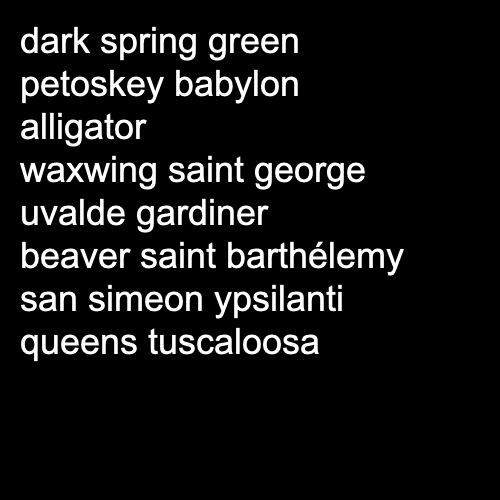 dark spring green
petoskey babylon
alligator
waxwing saint george
uvalde gardiner
beaver saint barthélemy
san simeon ypsilanti
queens tuscaloosa